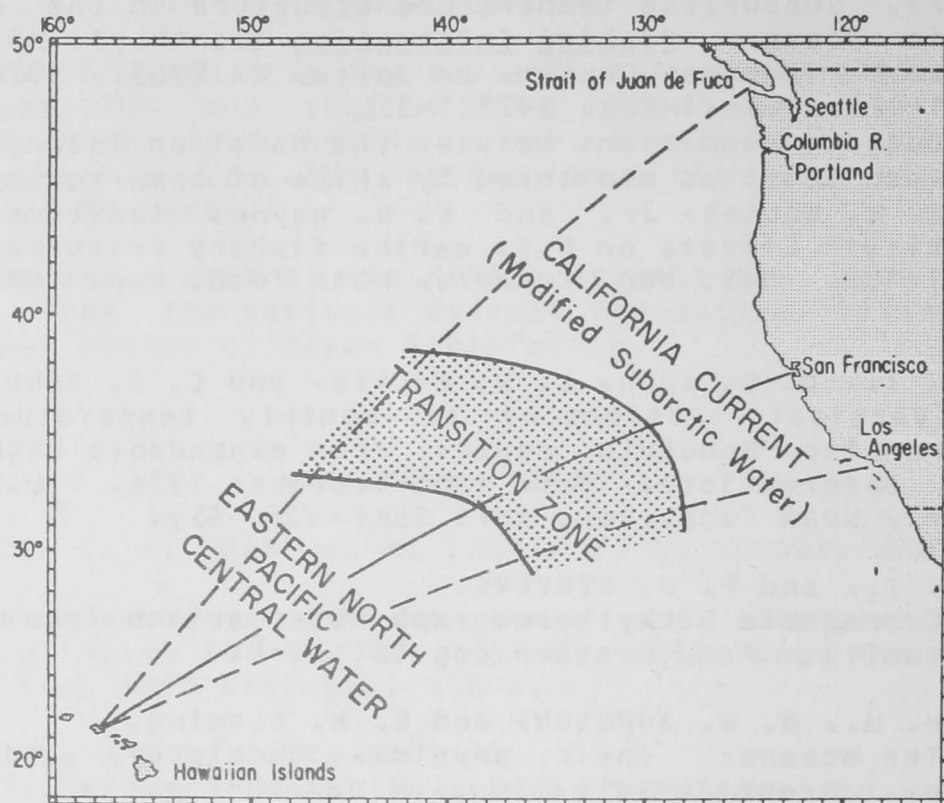 160° 150° 140° 130° 120°
50°
Strait of Juan de Fuca
Seattle
Columbia R.
Portland
CALIFORNIA CURRENT
(Modified Subarctic Water)
40°
San Francisco
TRANSITION ZONE
Los
Angeles
30°
EASTERN NORTH
PACIFIC
CENTRAL WATER
20°
Hawaiian Islands